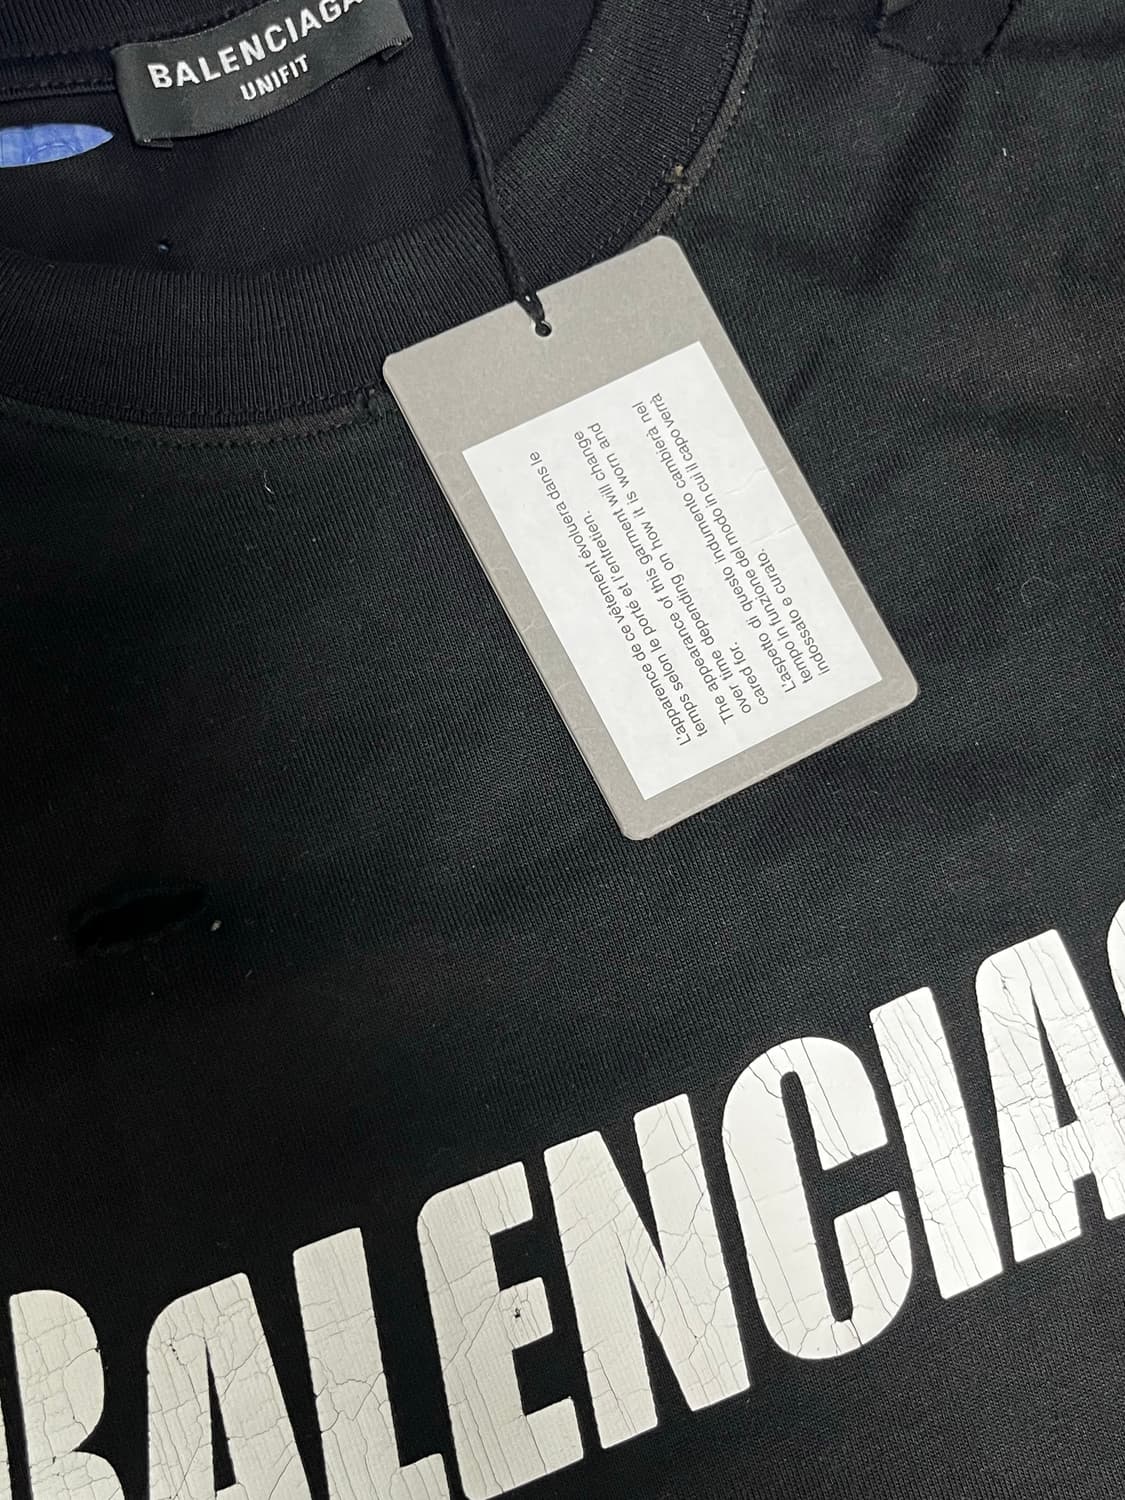 BALENCIAGA
UNIFIT
L'apparence de ce vêtement évoluera dans le
temps selon le porté et l'entretien.
The appearance of this garment will change
over time depending on how it is worn and
cared for.
L'aspetto di questo indumento cambierà nel
tempo in funzione del modo in cui il capo verrà
indossato e curato.
BALENCIAG